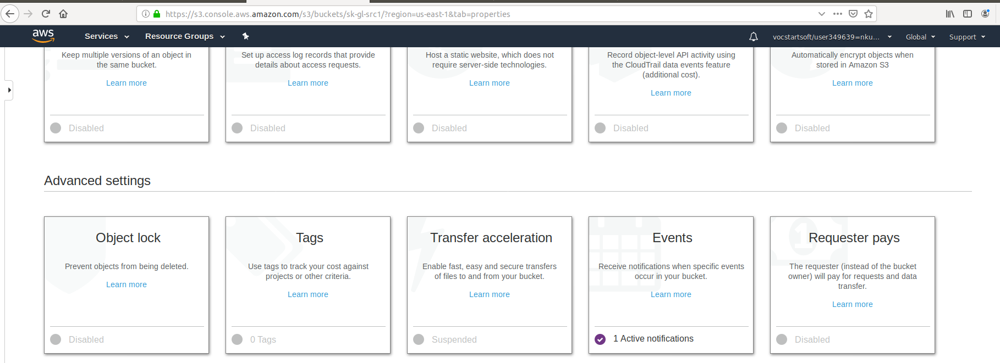 https://s3.console.aws.amazon.com/s3/buckets/sk-gl-src1/?region=us-east-1&tab=properties
aws Services Resource Groups vocstartsoft/user349639=nku... Global Support
Keep multiple versions of an object in
the same bucket.
Learn more
Disabled
Set up access log records that provide
details about access requests.
Learn more
Disabled
Host a static website, which does not
require server-side technologies.
Learn more
Disabled
Record object-level API activity using
the CloudTrail data events feature
(additional cost).
Learn more
Disabled
Automatically encrypt objects when
stored in Amazon S3
Learn more
Disabled
Advanced settings
Object lock
Prevent objects from being deleted.
Learn more
Disabled
Tags
Use tags to track your cost against
projects or other criteria.
Learn more
0 Tags
Transfer acceleration
Enable fast, easy and secure transfers
of files to and from your bucket.
Learn more
Suspended
Events
Receive notifications when specific events
occur in your bucket.
Learn more
1 Active notifications
Requester pays
The requester (instead of the bucket
owner) will pay for requests and data
transfer.
Learn more
Disabled